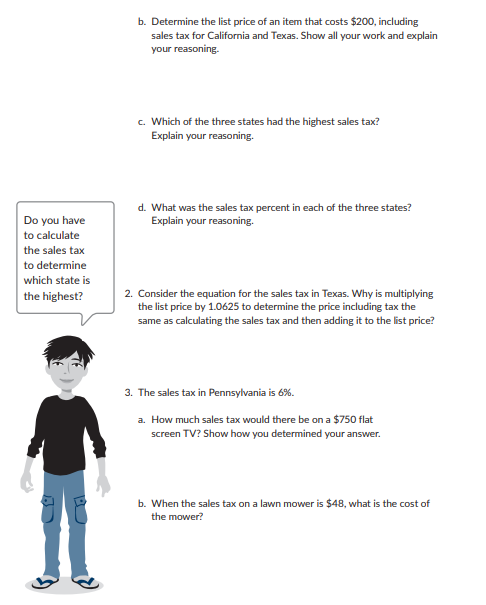 b. Determine the list price of an item that costs $200, including
sales tax for California and Texas. Show all your work and explain
your reasoning.
c. Which of the three states had the highest sales tax?
Explain your reasoning.
d. What was the sales tax percent in each of the three states?
Explain your reasoning.
Do you have
to calculate
the sales tax
to determine
which state is
the highest?
2. Consider the equation for the sales tax in Texas. Why is multiplying
the list price by 1.0625 to determine the price including tax the
same as calculating the sales tax and then adding it to the list price?
3. The sales tax in Pennsylvania is 6%.
a. How much sales tax would there be on a $750 flat
screen TV? Show how you determined your answer.
b. When the sales tax on a lawn mower is $48, what is the cost of
the mower?